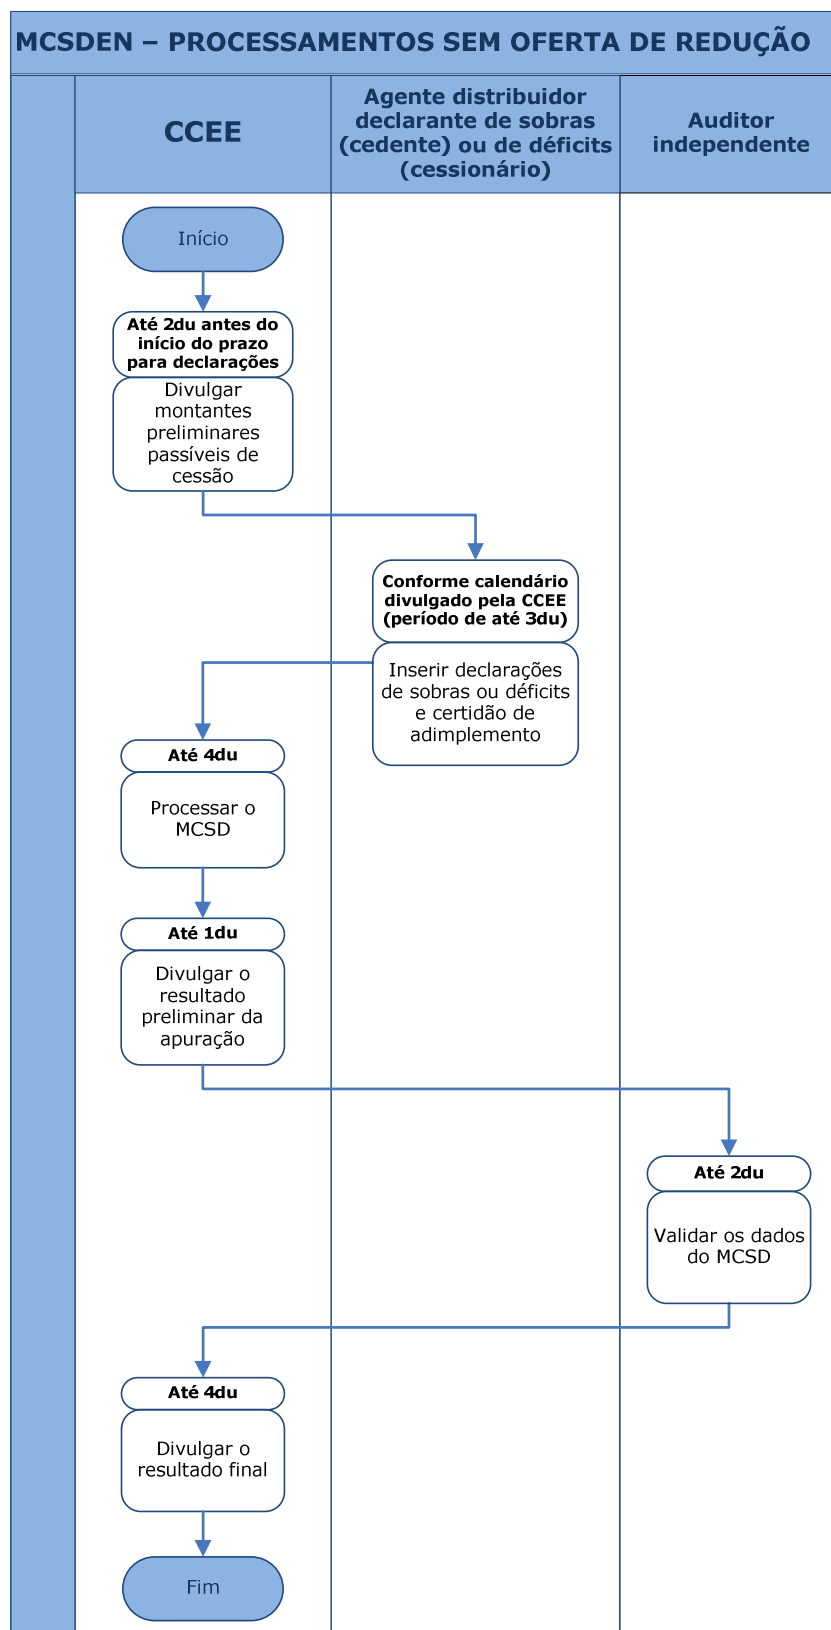 MCSDEN – PROCESSAMENTOS SEM OFERTA DE REDUÇÃO
CCEE
Agente distribuidor
declarante de sobras
(cedente) ou de déficits
(cessionário)
Auditor
independente
Início
Até 2du antes do
início do prazo
para declarações
Divulgar
montantes
preliminares
passíveis de
cessão
Conforme calendário
divulgado pela CCEE
(período de até 3du)
Inserir declarações
de sobras ou déficits
e certidão de
adimplemento
Até 4du
Processar o
MCSD
Até 1du
Divulgar o
resultado
preliminar da
apuração
Até 2du
Validar os dados
do MCSD
Até 4du
Divulgar o
resultado final
Fim